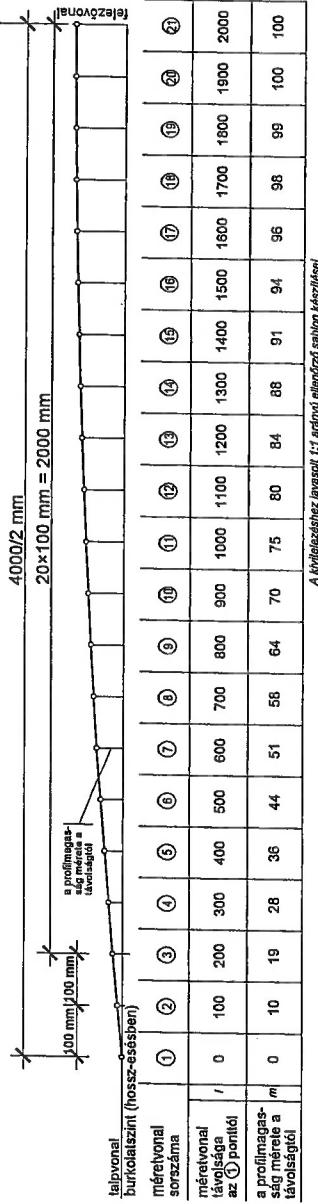 4000/2 mm
20×100 mm = 2000 mm
100 mm
100 mm
felezővonal
a profilmagas-
ság mérete a
távolságtól
talpvonal
burkolatszint (hossz-esésben)
méretvonal
sorszáma
1 2 3 4 5 6 7 8 9 10 11 12 13 14 15 16 17 18 19 20 21
méretvonal
távolsága
az 1 ponttól
l 0 100 200 300 400 500 600 700 800 900 1000 1100 1200 1300 1400 1500 1600 1700 1800 1900 2000
a profilmagas-
ság mérete a
távolságtól
m 0 10 19 28 36 44 51 58 64 70 75 80 84 88 91 94 96 98 99 100 100
A kivitelezéshez javasolt 1:1 arányú ellenőrző sablon készítése!